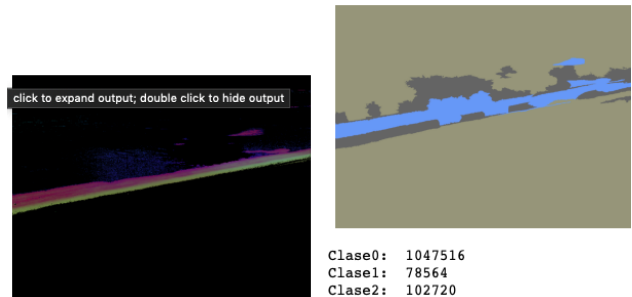 click to expand output; double click to hide output
Clase0: 1047516
Clase1: 78564
Clase2: 102720